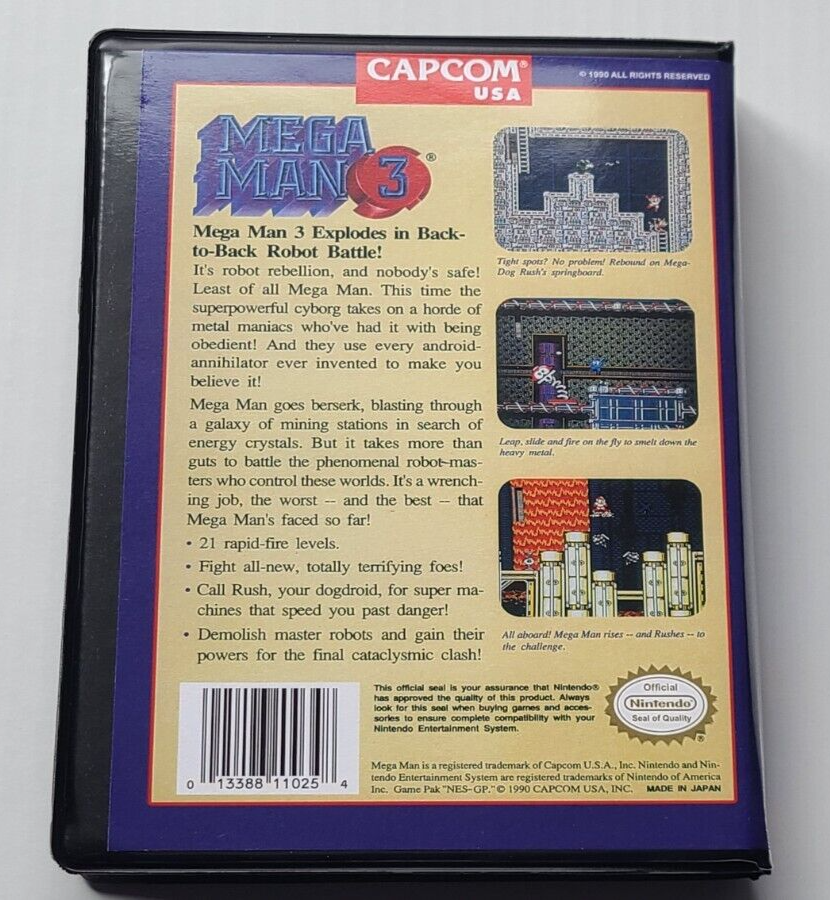 CAPCOM®
USA
© 1990 ALL RIGHTS RESERVED
MEGA
MAN 3®
Mega Man 3 Explodes in Back-
to-Back Robot Battle!
It's robot rebellion, and nobody's safe!
Least of all Mega Man. This time the
superpowerful cyborg takes on a horde of
metal maniacs who've had it with being
obedient! And they use every android-
annihilator ever invented to make you
believe it!
Mega Man goes berserk, blasting through
a galaxy of mining stations in search of
energy crystals. But it takes more than
guts to battle the phenomenal robot-mas-
ters who control these worlds. It's a wrench-
ing job, the worst -- and the best -- that
Mega Man's faced so far!
• 21 rapid-fire levels.
• Fight all-new, totally terrifying foes!
• Call Rush, your dogdroid, for super ma-
chines that speed you past danger!
• Demolish master robots and gain their
powers for the final cataclysmic clash!
Tight spots? No problem! Rebound on Mega-
Dog Rush's springboard.
Leap, slide and fire on the fly to smelt down the
heavy metal.
All aboard! Mega Man rises -- and Rushes -- to
the challenge.
0 13388 11025 4
This official seal is your assurance that Nintendo®
has approved the quality of this product. Always
look for this seal when buying games and acces-
sories to ensure complete compatibility with your
Nintendo Entertainment System.
Official
Nintendo®
Seal of Quality
®
Mega Man is a registered trademark of Capcom U.S.A., Inc. Nintendo and Nin-
tendo Entertainment System are registered trademarks of Nintendo of America
Inc. Game Pak "NES-GP." © 1990 CAPCOM USA, INC. MADE IN JAPAN